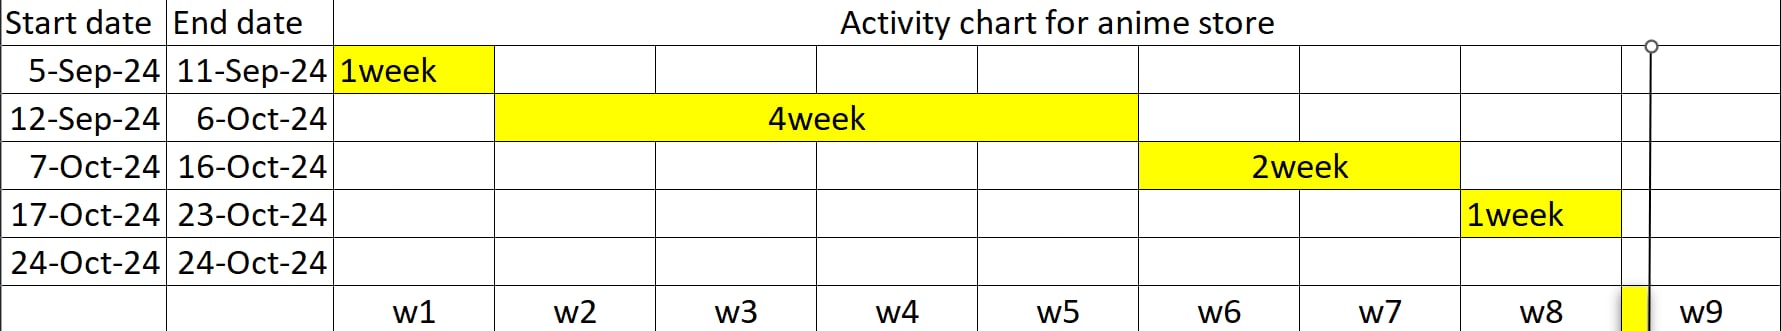 Start date End date Activity chart for anime store
5-Sep-24 11-Sep-24 1week
12-Sep-24 6-Oct-24 4week
7-Oct-24 16-Oct-24 2week
17-Oct-24 23-Oct-24 1week
24-Oct-24 24-Oct-24
w1 w2 w3 w4 w5 w6 w7 w8 w9